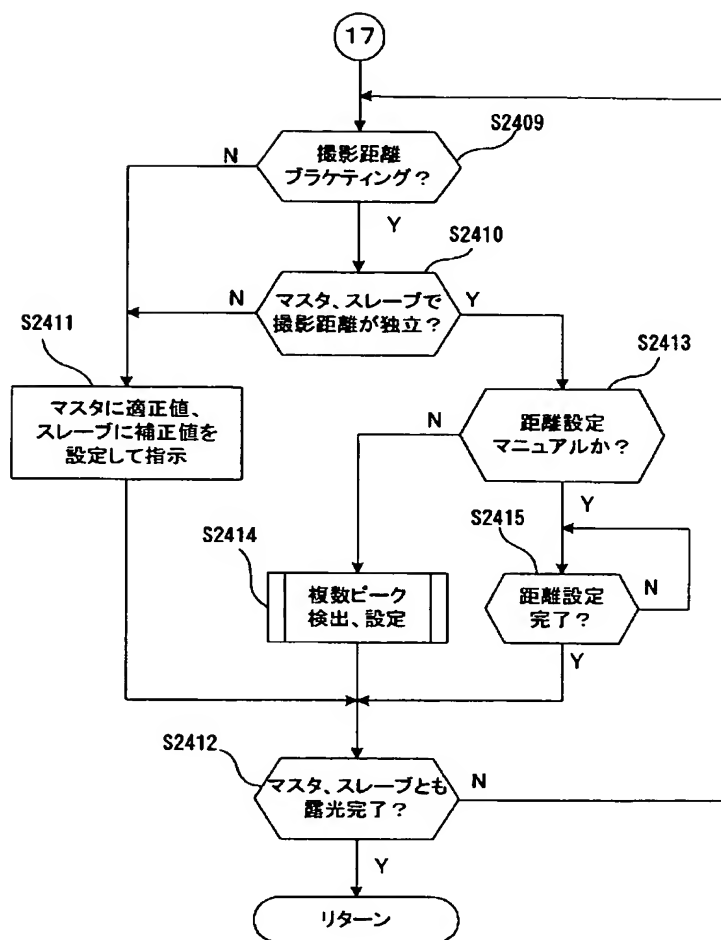 17
S2409
撮影距離
ブラケティング？
N
Y
S2410
マスタ、スレーブで
撮影距離が独立？
N
Y
S2411
マスタに適正値、
スレーブに補正値を
設定して指示
S2413
距離設定
マニュアルか？
N
Y
S2414
複数ピーク
検出、設定
S2415
距離設定
完了？
N
Y
S2412
マスタ、スレーブとも
露光完了？
N
Y
リターン